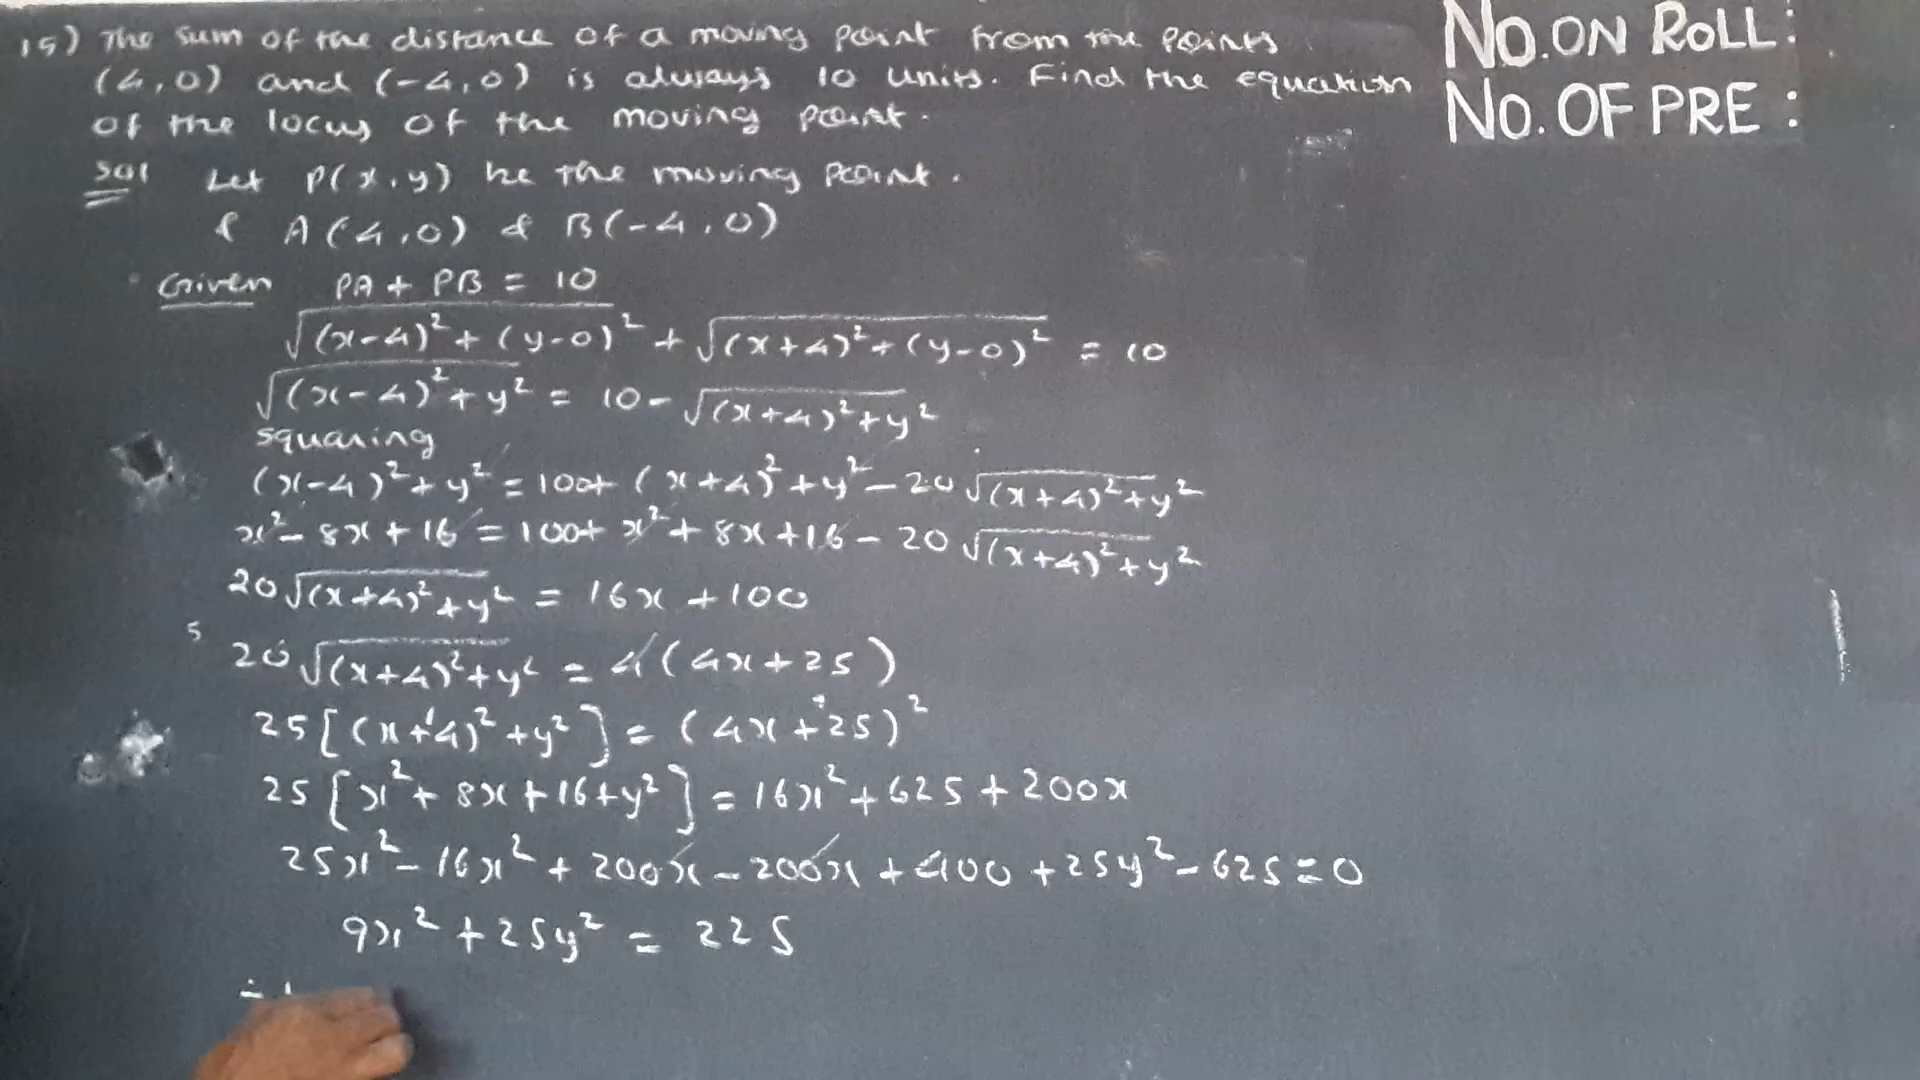 15) The sum of the distance of a moving point from the points
(4,0) and (-4,0) is always 10 units. Find the equation
of the locus of the moving point.
Sol Let P(x,y) be the moving point.
& A(4,0) & B(-4,0)
Given PA + PB = 10
√((x-4)² + (y-0)²) + √((x+4)² + (y-0)²) = 10
√((x-4)² + y²) = 10 - √((x+4)² + y²)
squaring
(x-4)² + y² = 100 + (x+4)² + y² - 20√((x+4)² + y²)
x² - 8x + 16 = 100 + x² + 8x + 16 - 20√((x+4)² + y²)
20√((x+4)² + y²) = 16x + 100
5
20√((x+4)² + y²) = 4(4x + 25)
25[(x+4)² + y²] = (4x + 25)²
25[x² + 8x + 16 + y²] = 16x² + 625 + 200x
25x² - 16x² + 200x - 200x + 400 + 25y² - 625 = 0
9x² + 25y² = 225
NO. ON ROLL:
NO. OF PRE :